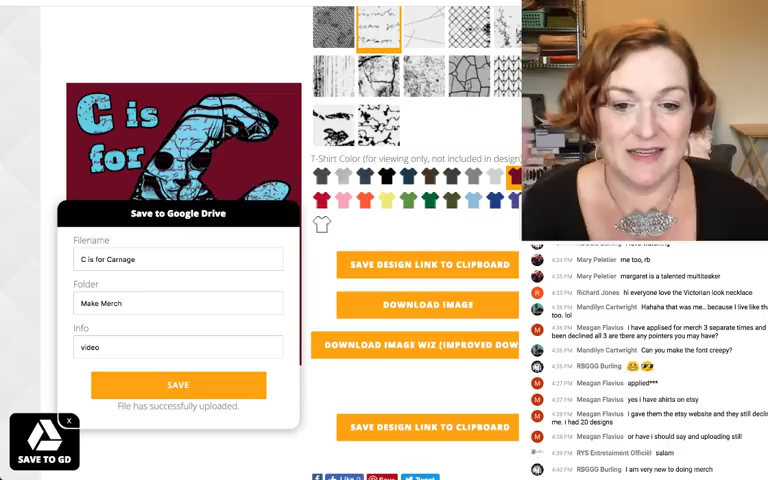 C is
for
T-Shirt Color (for viewing only, not included in design)
SAVE DESIGN LINK TO CLIPBOARD
DOWNLOAD IMAGE
DOWNLOAD IMAGE WIZ (IMPROVED DOW
SAVE DESIGN LINK TO CLIPBOARD
Like 0
Save
Tweet
Save to Google Drive
Filename
C is for Carnage
Folder
Make Merch
Info
video
SAVE
File has successfully uploaded.
X
SAVE TO GD
4:34 PM Mary Peletier me too, rb
4:35 PM Mary Peletier margaret is a talented multitasker
4:35 PM Richard Jones hi everyone love the Victorian look necklace
4:36 PM Mandilyn Cartwright Hahaha that was me.. because I live like tha
too. lol
4:36 PM Meagan Flavius i have applised for merch 3 separate times and
been declined all 3 are tbere any pointers you may have?
4:36 PM Mandilyn Cartwright Can you make the font creepy?
4:36 PM RBGGG Burling
4:37 PM Meagan Flavius applied***
4:37 PM Meagan Flavius yes i have ahirts on etsy
4:38 PM Meagan Flavius i gave them the etsy website and they still declin
me. i had 20 designs
4:38 PM Meagan Flavius or have i should say and uploading still
4:39 PM RYS Entretaiment Officiël salam
4:40 PM RBGGG Burling I am very new to doing merch